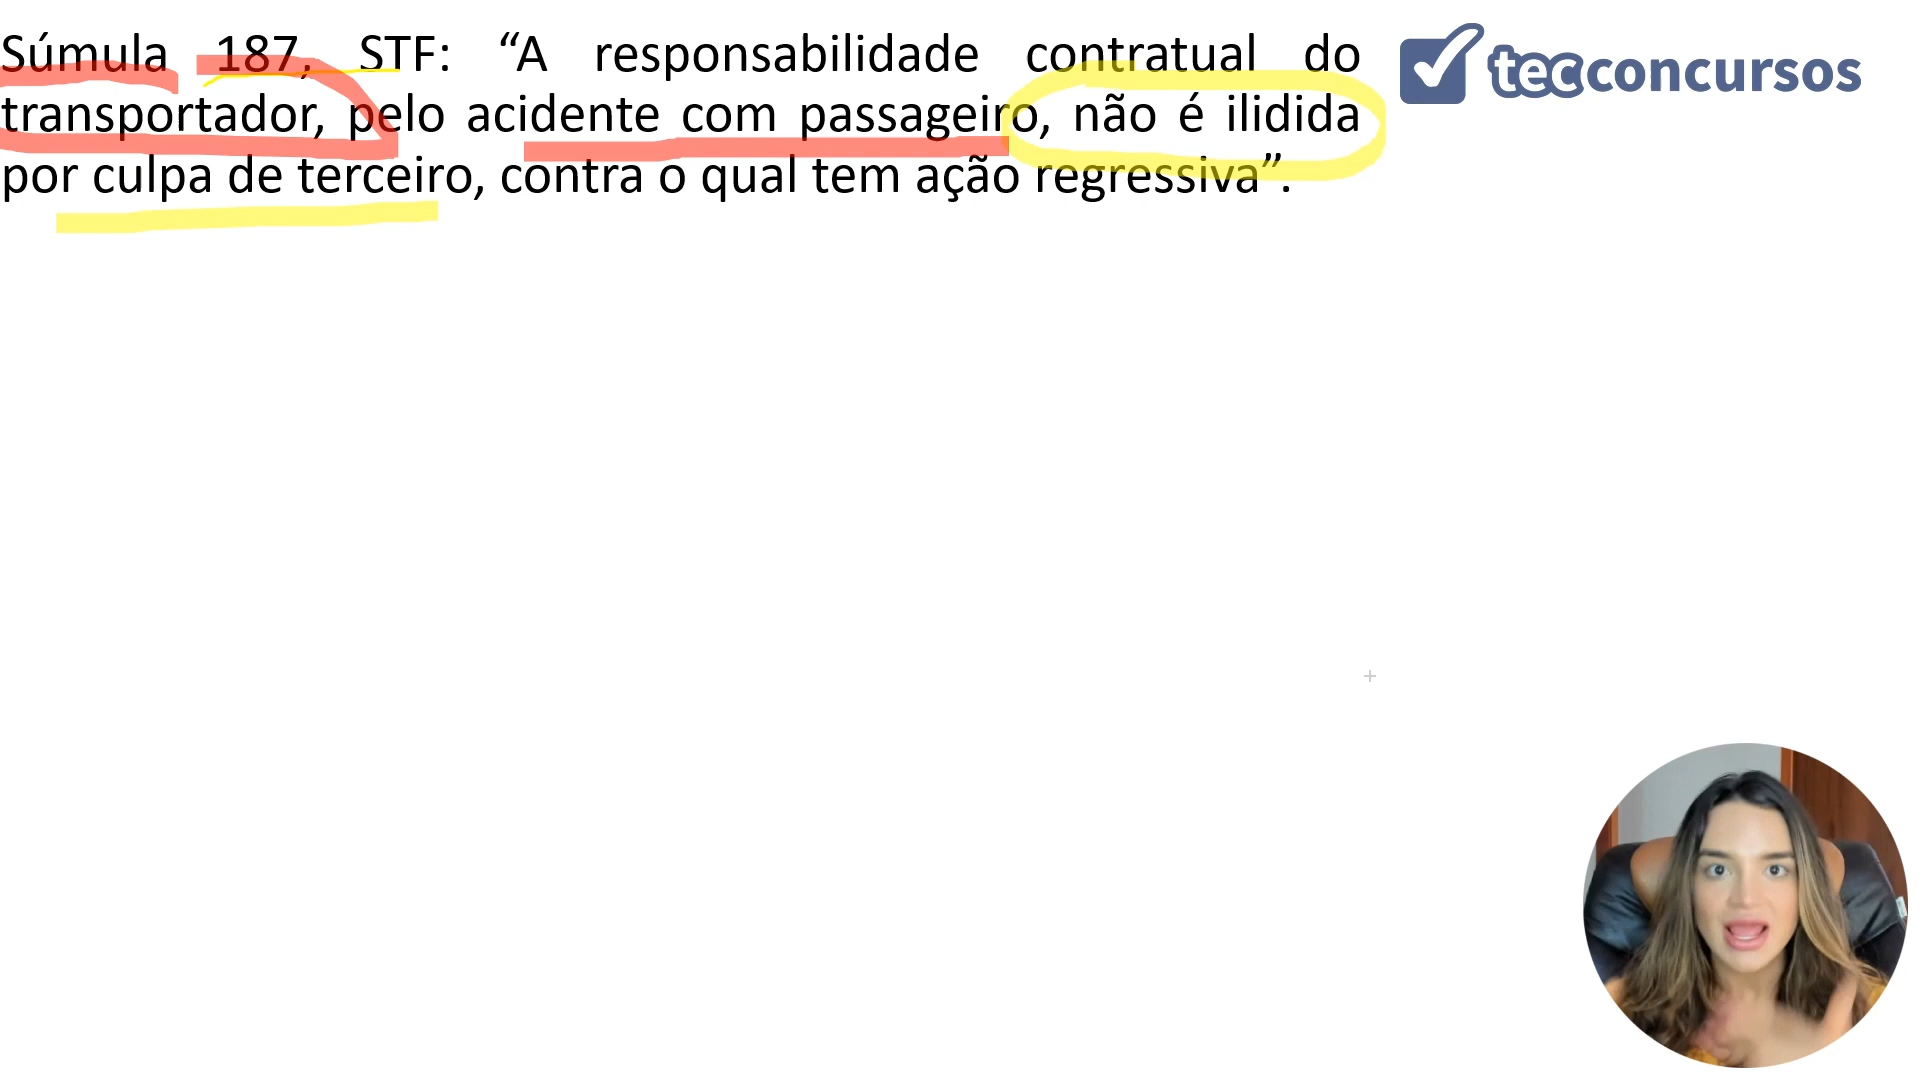 Súmula 187, STF: “A responsabilidade contratual do
transportador, pelo acidente com passageiro, não é ilidida
por culpa de terceiro, contra o qual tem ação regressiva”.
tecconcursos